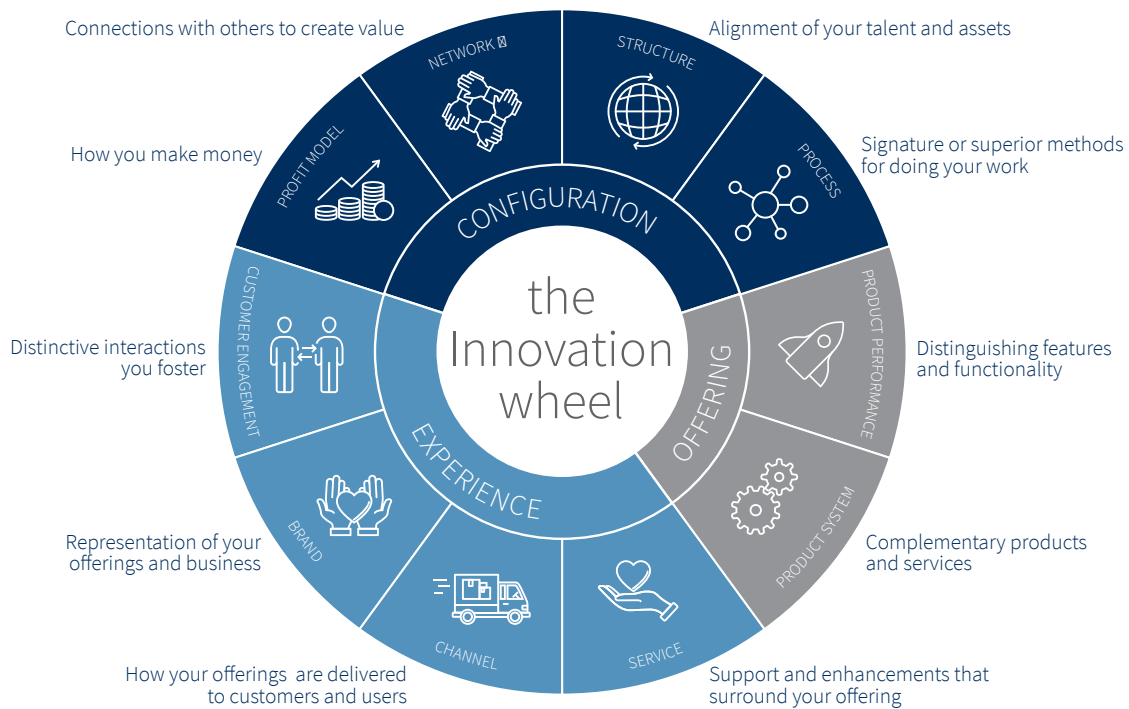 Connections with others to create value
Alignment of your talent and assets
NETWORK
STRUCTURE
How you make money
PROFIT MODEL
PROCESS
Signature or superior methods
for doing your work
CONFIGURATION
the
Innovation
wheel
CUSTOMER ENGAGEMENT
PRODUCT PERFORMANCE
Distinctive interactions
you foster
Distinguishing features
and functionality
OFFERING
EXPERIENCE
BRAND
PRODUCT SYSTEM
Representation of your
offerings and business
Complementary products
and services
CHANNEL
SERVICE
How your offerings are delivered
to customers and users
Support and enhancements that
surround your offering